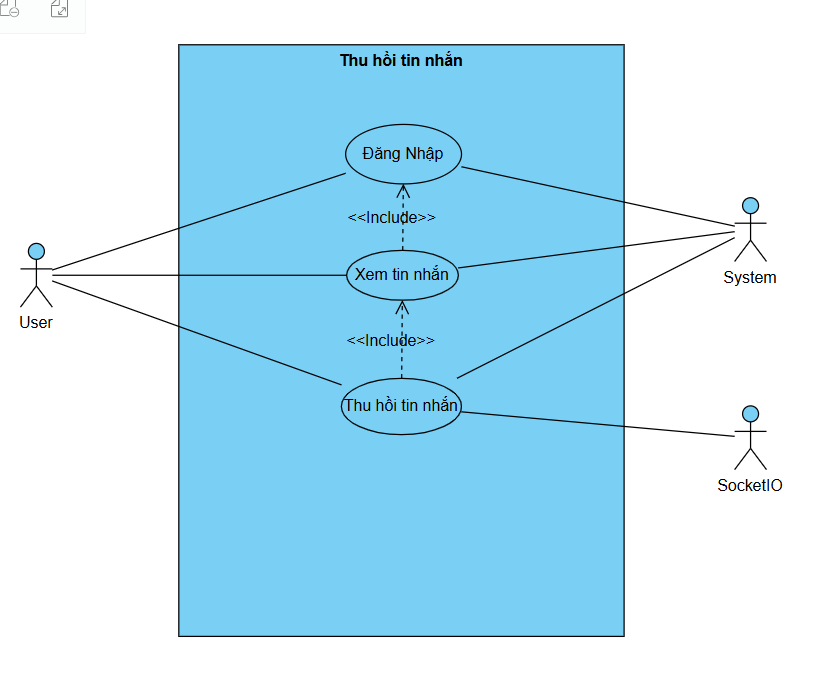 Thu hồi tin nhắn
Đăng Nhập
<<Include>>
Xem tin nhắn
<<Include>>
Thu hồi tin nhắn
User
System
SocketIO